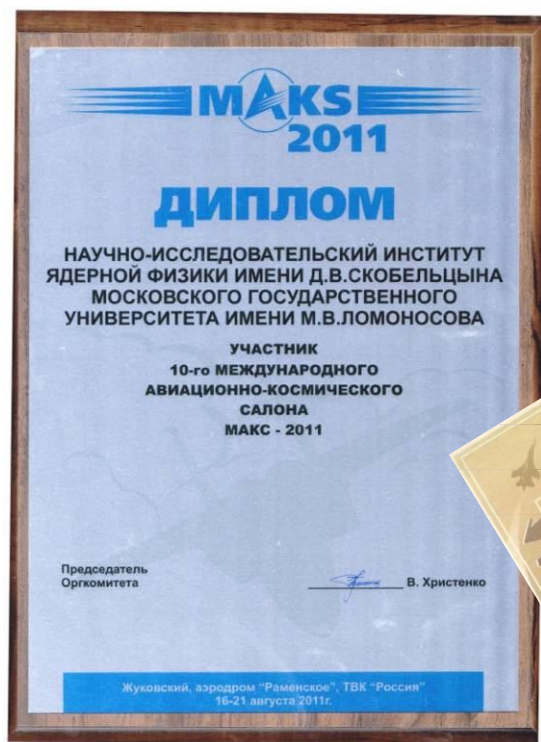 MAKS
2011
ДИПЛОМ
НАУЧНО-ИССЛЕДОВАТЕЛЬСКИЙ ИНСТИТУТ
ЯДЕРНОЙ ФИЗИКИ ИМЕНИ Д.В.СКОБЕЛЬЦЫНА
МОСКОВСКОГО ГОСУДАРСТВЕННОГО
УНИВЕРСИТЕТА ИМЕНИ М.В.ЛОМОНОСОВА
УЧАСТНИК
10-го МЕЖДУНАРОДНОГО
АВИАЦИОННО-КОСМИЧЕСКОГО
САЛОНА
МАКС - 2011
Председатель
Оргкомитета
В. Христенко
Жуковский, аэродром "Раменское", ТВК "Россия"
16-21 августа 2011г.